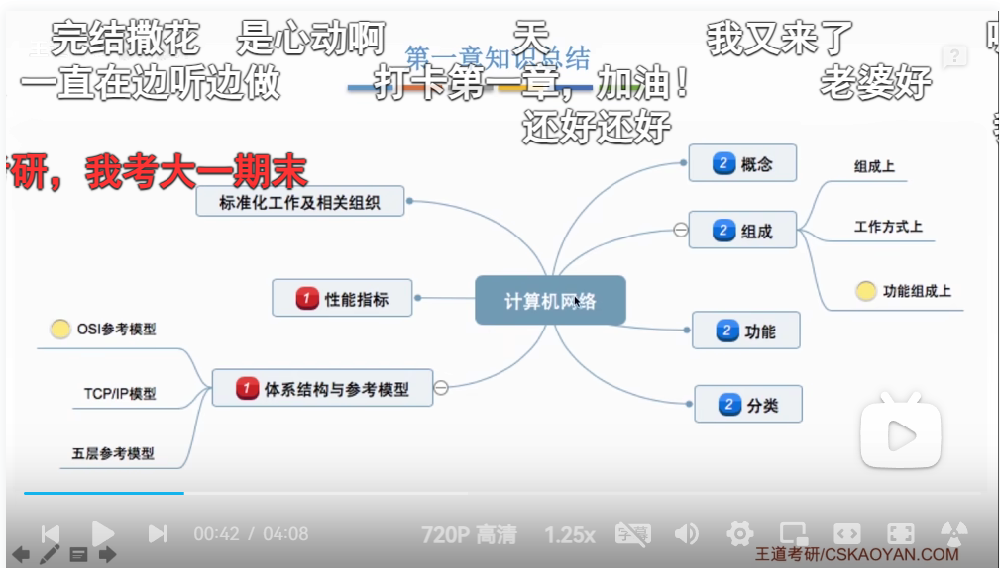 完结撒花 是心动啊 天 我又来了
第一章知识总结
一直在边听边做 打卡第一章，加油！ 老婆好
还好还好
研，我考大一期末
标准化工作及相关组织
1 性能指标
OSI参考模型
TCP/IP模型
五层参考模型
1 体系结构与参考模型
计算机网络
2 概念
2 组成
组成上
工作方式上
功能组成上
2 功能
2 分类
00:42 / 04:08
720P 高清
1.25x
字幕
王道考研/CSKAOYAN.COM